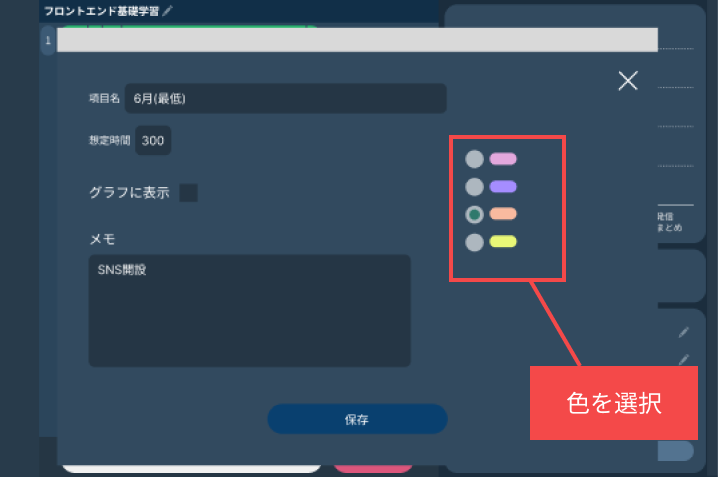 フロントエンド基礎学習
1
項目名 6月(最低)
想定時間 300
グラフに表示
メモ
SNS開設
保存
色を選択
発信
まとめ